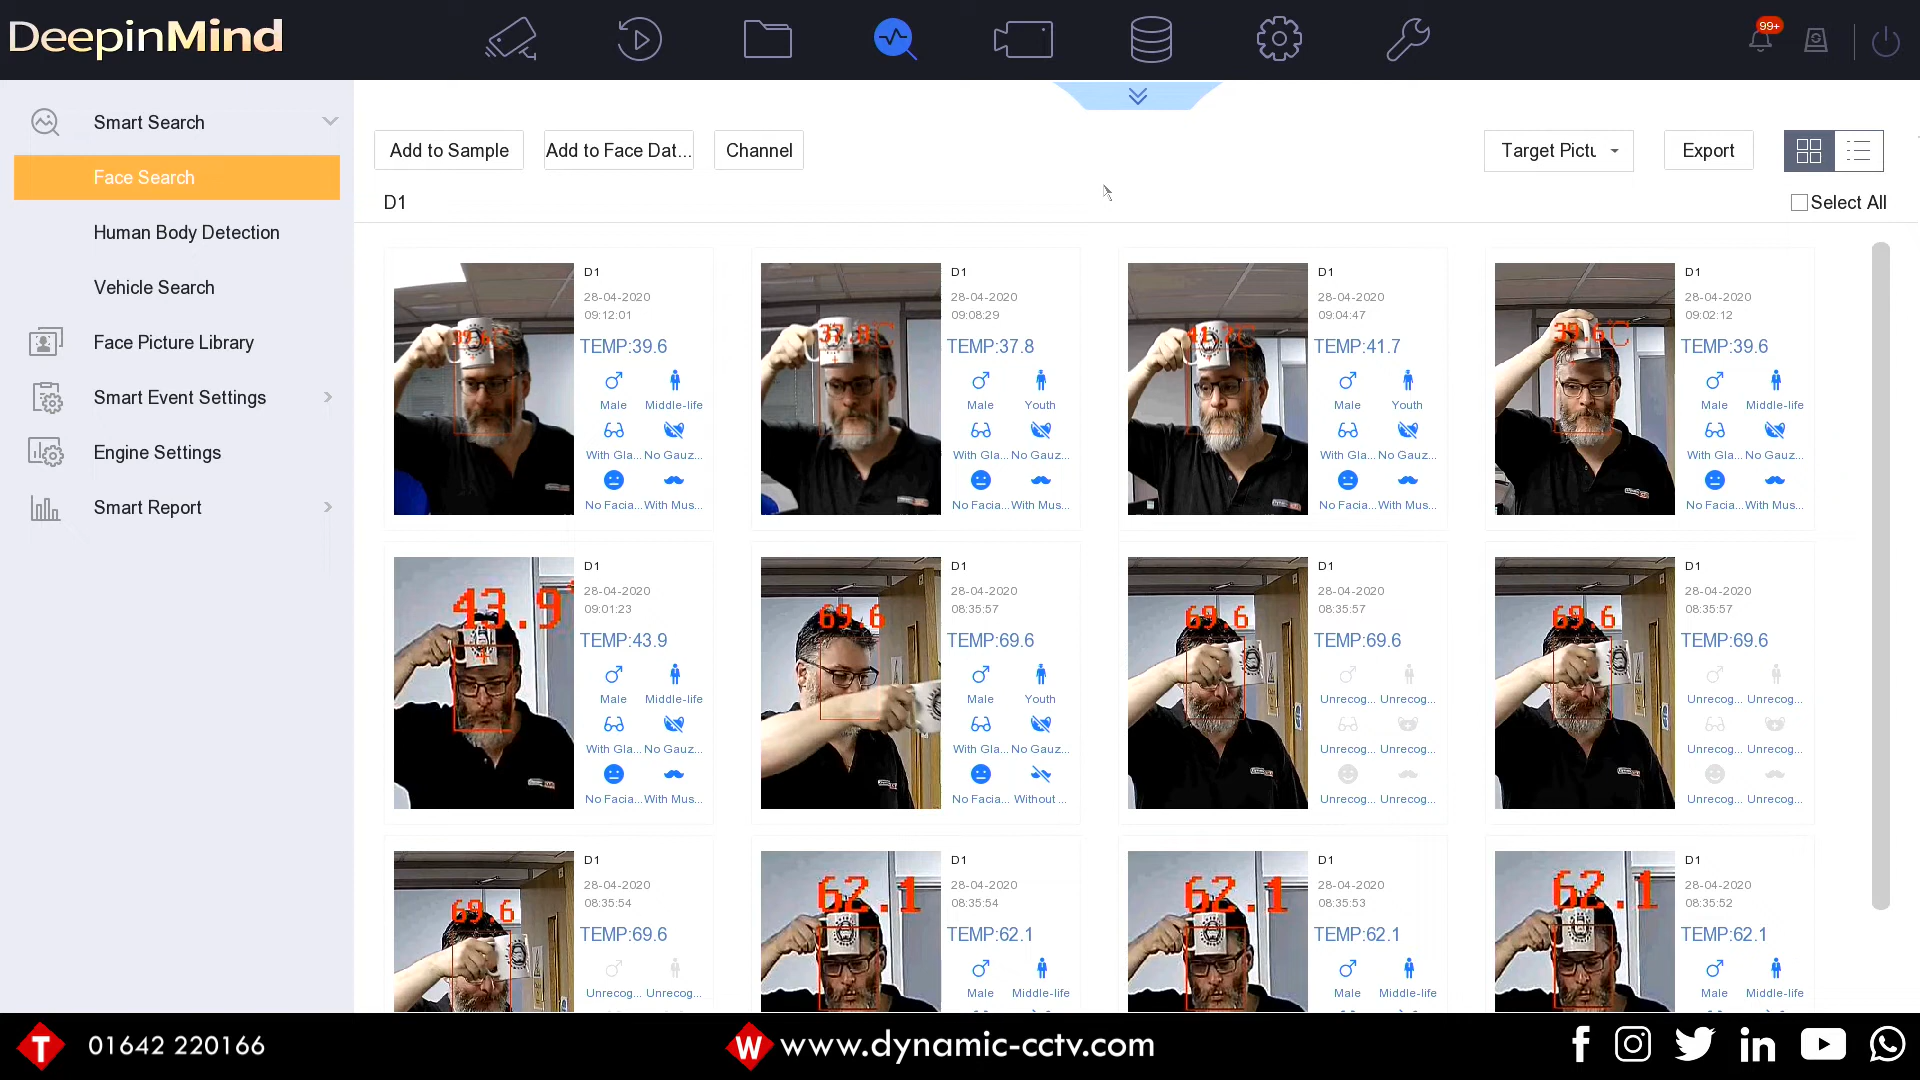 DeepinMind
99+
Smart Search
Face Search
Human Body Detection
Vehicle Search
Face Picture Library
Smart Event Settings
Engine Settings
Smart Report
Add to Sample
Add to Face Dat...
Channel
Target Pictu
Export
D1
Select All
D1
28-04-2020
09:12:01
TEMP:39.6
Male Middle-life
With Gla... No Gauz...
No Facia... With Mus...
37.8°C
D1
28-04-2020
09:08:29
TEMP:37.8
Male Youth
With Gla... No Gauz...
No Facia... With Mus...
41.7°C
D1
28-04-2020
09:04:47
TEMP:41.7
Male Youth
With Gla... No Gauz...
No Facia... With Mus...
39.6°C
D1
28-04-2020
09:02:12
TEMP:39.6
Male Middle-life
With Gla... No Gauz...
No Facia... With Mus...
43.9
D1
28-04-2020
09:01:23
TEMP:43.9
Male Middle-life
With Gla... No Gauz...
No Facia... With Mus...
69.6
D1
28-04-2020
08:35:57
TEMP:69.6
Male Youth
With Gla... No Gauz...
No Facia... Without ...
69.6
D1
28-04-2020
08:35:57
TEMP:69.6
Unrecog... Unrecog...
Unrecog... Unrecog...
Unrecog... Unrecog...
69.6
D1
28-04-2020
08:35:57
TEMP:69.6
Unrecog... Unrecog...
Unrecog... Unrecog...
Unrecog... Unrecog...
69.6
D1
28-04-2020
08:35:54
TEMP:69.6
Unrecog... Unrecog...
62.1
D1
28-04-2020
08:35:54
TEMP:62.1
Male Middle-life
62.1
D1
28-04-2020
08:35:53
TEMP:62.1
Male Middle-life
62.1
D1
28-04-2020
08:35:52
TEMP:62.1
Male Middle-life
T 01642 220166
W www.dynamic-cctv.com